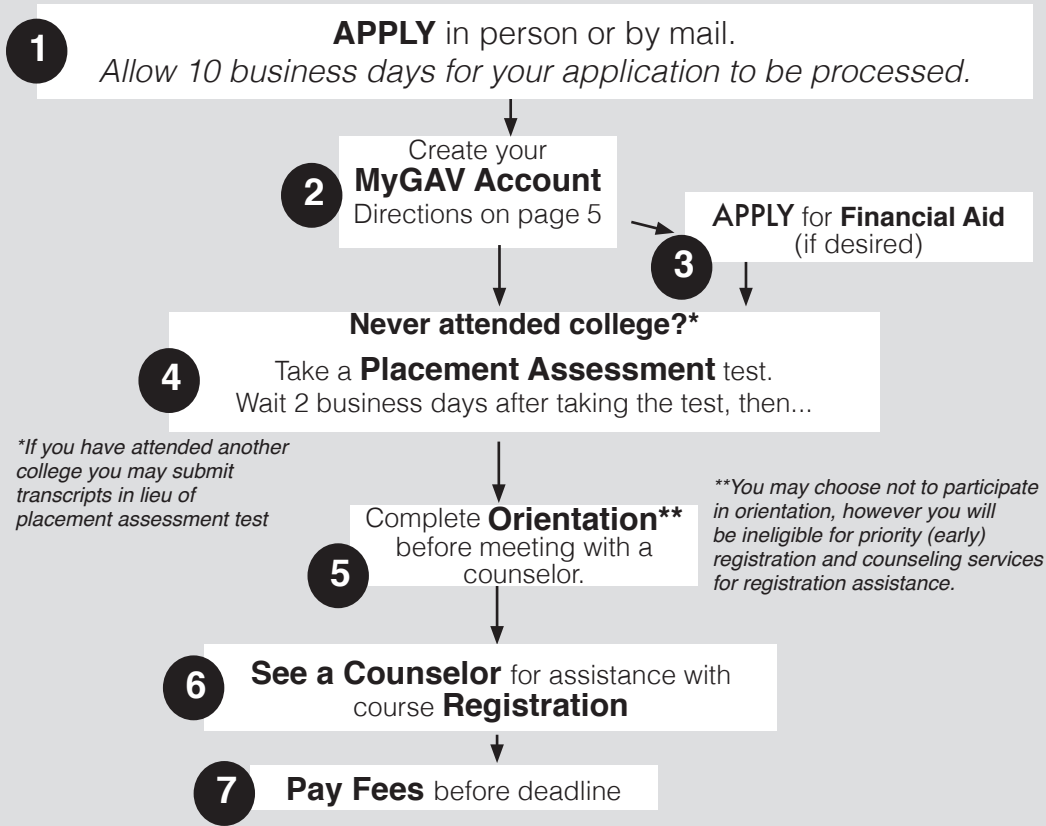 1
APPLY in person or by mail.
Allow 10 business days for your application to be processed.
2
Create your
MyGAV Account
Directions on page 5
3
APPLY for Financial Aid
(if desired)
4
Never attended college?*
Take a Placement Assessment test.
Wait 2 business days after taking the test, then...
*If you have attended another
college you may submit
transcripts in lieu of
placement assessment test
5
Complete Orientation**
before meeting with a
counselor.
**You may choose not to participate
in orientation, however you will
be ineligible for priority (early)
registration and counseling services
for registration assistance.
6
See a Counselor for assistance with
course Registration
7
Pay Fees before deadline